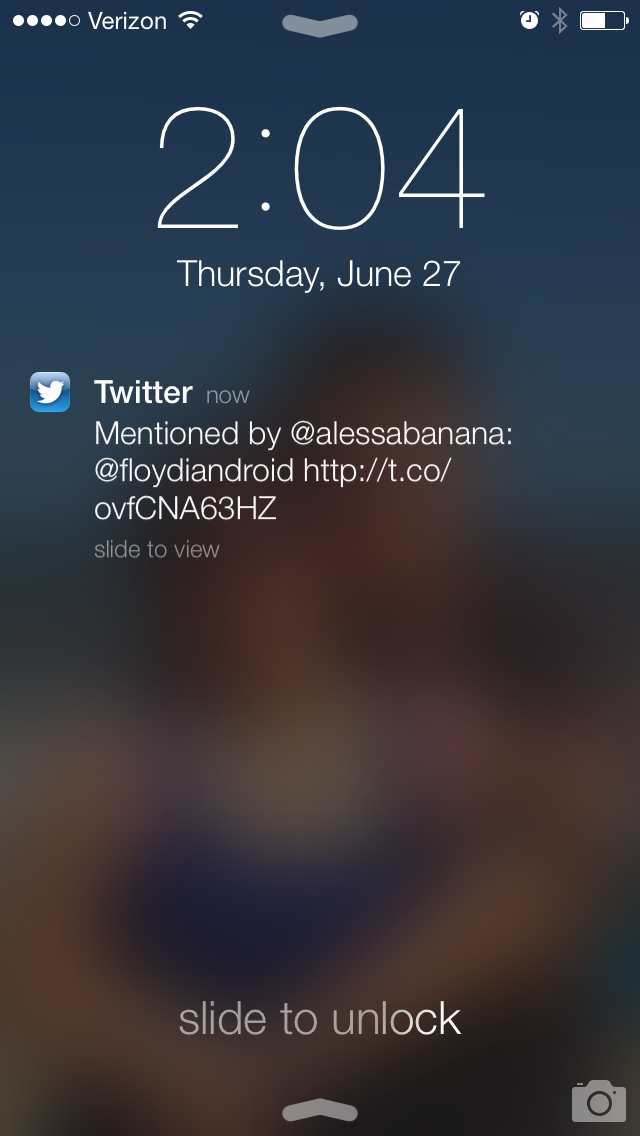 Verizon
2:04
Thursday, June 27
Twitter now
Mentioned by @alessabanana:
@floydiandroid http://t.co/
ovfCNA63HZ
slide to view
slide to unlock